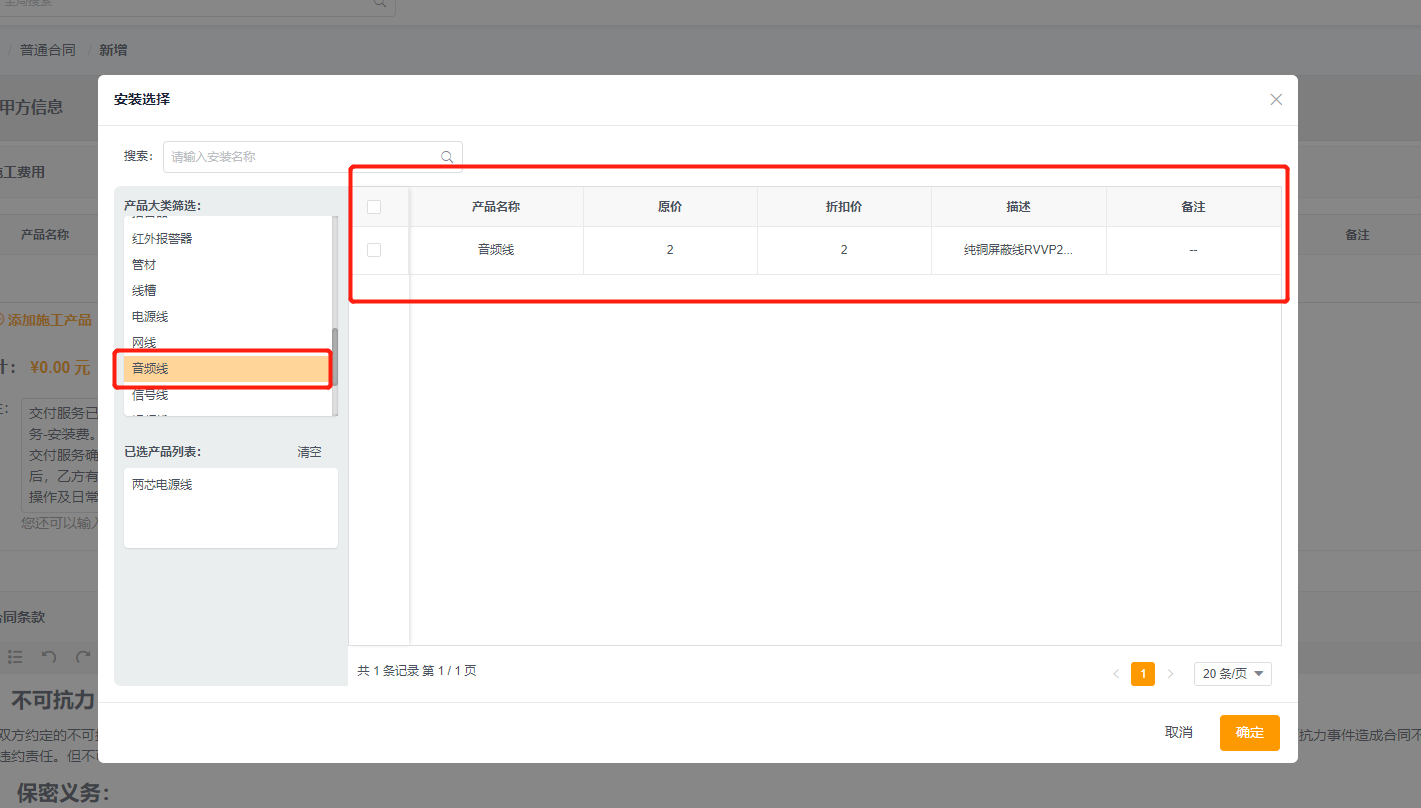 全局搜索
/ 普通合同 / 新增
甲方信息
施工费用
产品名称
备注
添加施工产品
计： ¥0.00 元
注：
交付服务已
务-安装费。
交付服务确
后，乙方有
操作及日常
您还可以输入
合同条款
不可抗力
双方约定的不可
抗力事件造成合同不
违约责任。但不
保密义务：
安装选择
搜索： 请输入安装名称
产品大类筛选：
红外报警器
管材
线槽
电源线
网线
音频线
信号线
已选产品列表： 清空
两芯电源线
产品名称 原价 折扣价 描述 备注
音频线 2 2 纯铜屏蔽线RVVP2... --
共 1 条记录 第 1 / 1 页
< 1 > 20 条/页
取消 确定